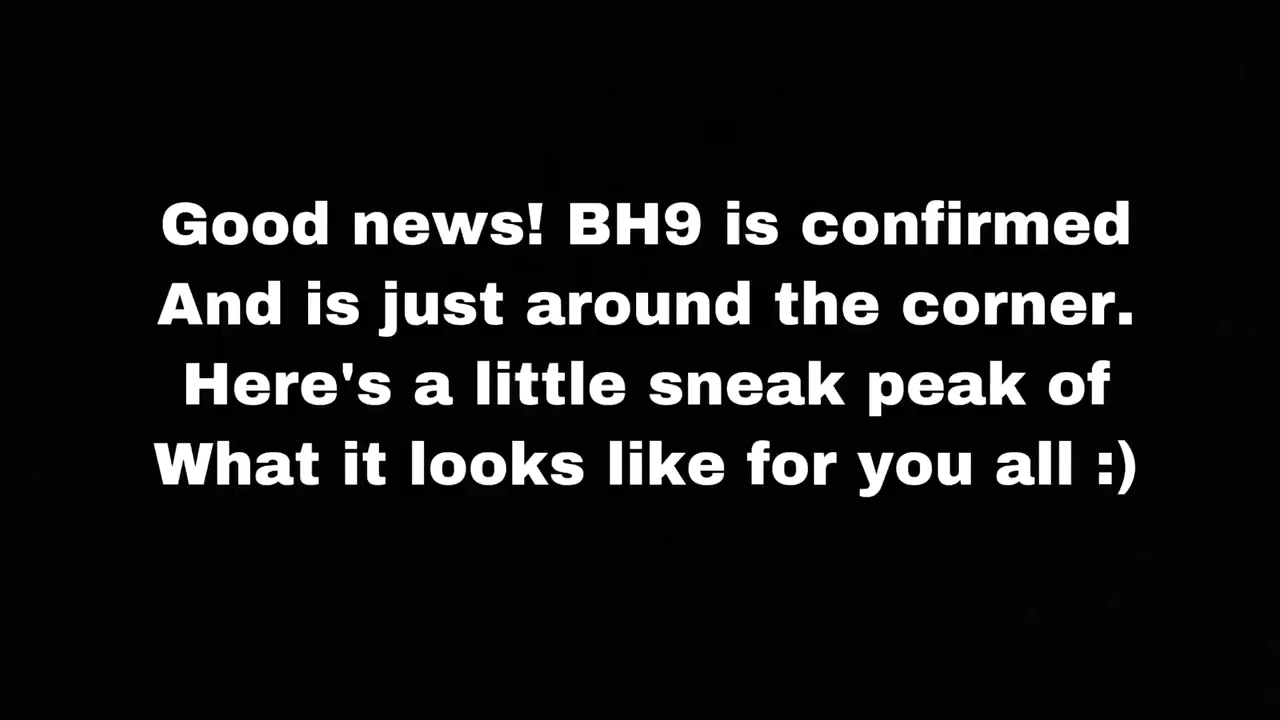 Good news! BH9 is confirmed
And is just around the corner.
Here's a little sneak peak of
What it looks like for you all :)